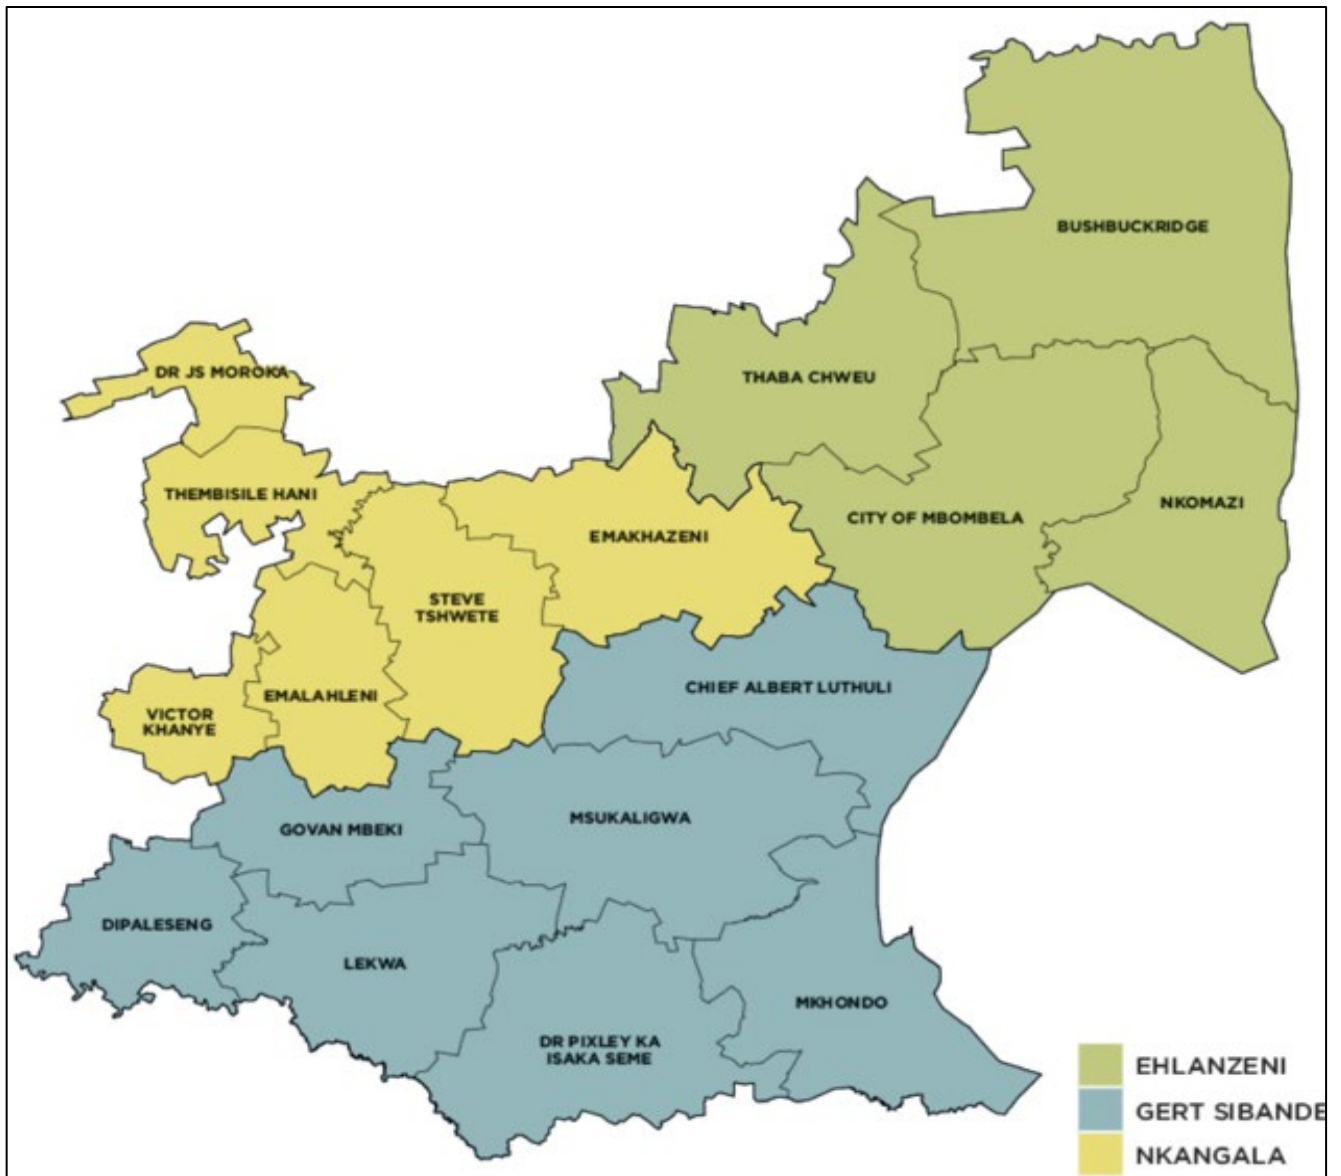 BUSHBUCKRIDGE
DR JS MOROKA
THABA CHWEU
THEMBISILE HANI
NKOMAZI
CITY OF MBOMBELA
EMAKHAZENI
STEVE
TSHWETE
CHIEF ALBERT LUTHULI
EMALAHLENI
VICTOR
KHANYE
MSUKALIGWA
GOVAN MBEKI
DIPALESENG
LEKWA
MKHONDO
DR PIXLEY KA
ISAKA SEME
EHLANZENI
GERT SIBANDE
NKANGALA